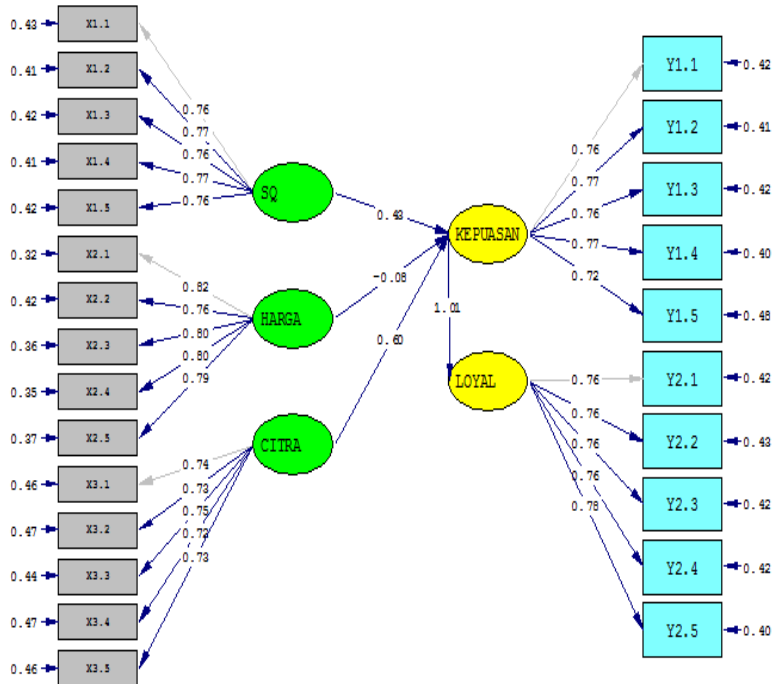 0.43 X1.1
0.41 X1.2
0.42 X1.3
0.41 X1.4
0.42 X1.5
0.32 X2.1
0.42 X2.2
0.36 X2.3
0.35 X2.4
0.37 X2.5
0.46 X3.1
0.47 X3.2
0.44 X3.3
0.47 X3.4
0.46 X3.5
0.76
0.77
0.76
0.77
0.76
0.82
0.76
0.80
0.80
0.79
0.74
0.73
0.75
0.72
0.73
SQ
HARGA
CITRA
0.43
-0.08
0.60
KEPUASAN
1.01
LOYAL
0.76
0.77
0.76
0.77
0.72
0.76
0.76
0.76
0.76
0.78
Y1.1 0.42
Y1.2 0.41
Y1.3 0.42
Y1.4 0.40
Y1.5 0.48
Y2.1 0.42
Y2.2 0.43
Y2.3 0.42
Y2.4 0.42
Y2.5 0.40